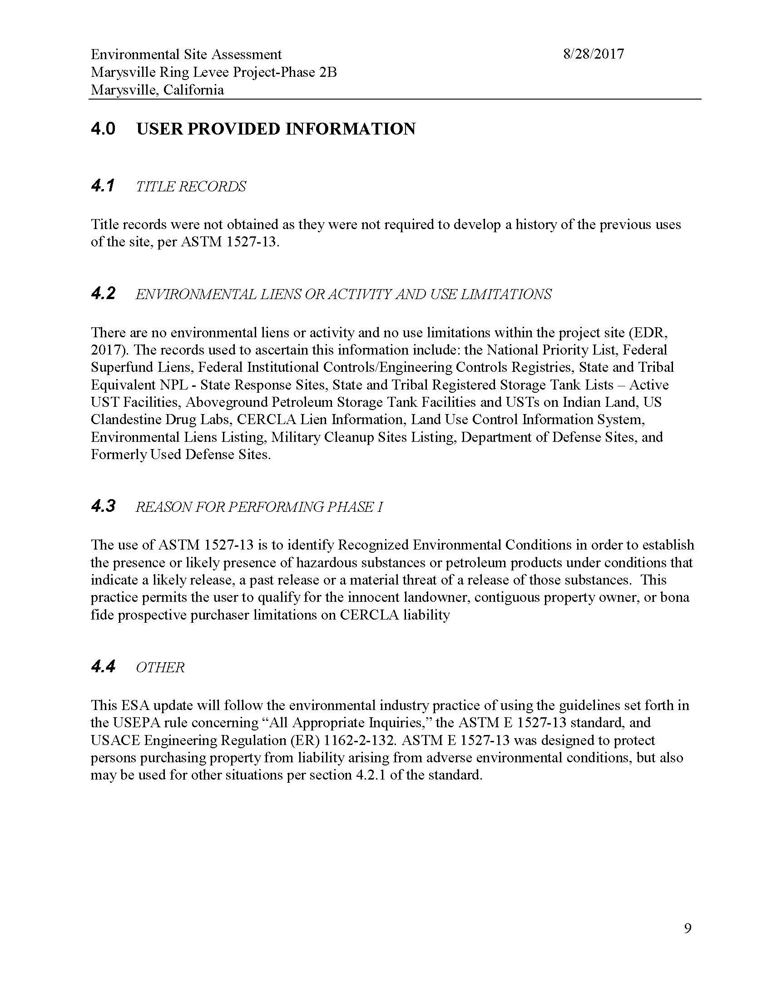 Environmental Site Assessment 8/28/2017
Marysville Ring Levee Project-Phase 2B
Marysville, California
4.0 USER PROVIDED INFORMATION
4.1 TITLE RECORDS
Title records were not obtained as they were not required to develop a history of the previous uses
of the site, per ASTM 1527-13.
4.2 ENVIRONMENTAL LIENS OR ACTIVITY AND USE LIMITATIONS
There are no environmental liens or activity and no use limitations within the project site (EDR,
2017). The records used to ascertain this information include: the National Priority List, Federal
Superfund Liens, Federal Institutional Controls/Engineering Controls Registries, State and Tribal
Equivalent NPL - State Response Sites, State and Tribal Registered Storage Tank Lists – Active
UST Facilities, Aboveground Petroleum Storage Tank Facilities and USTs on Indian Land, US
Clandestine Drug Labs, CERCLA Lien Information, Land Use Control Information System,
Environmental Liens Listing, Military Cleanup Sites Listing, Department of Defense Sites, and
Formerly Used Defense Sites.
4.3 REASON FOR PERFORMING PHASE I
The use of ASTM 1527-13 is to identify Recognized Environmental Conditions in order to establish
the presence or likely presence of hazardous substances or petroleum products under conditions that
indicate a likely release, a past release or a material threat of a release of those substances.  This
practice permits the user to qualify for the innocent landowner, contiguous property owner, or bona
fide prospective purchaser limitations on CERCLA liability
4.4 OTHER
This ESA update will follow the environmental industry practice of using the guidelines set forth in
the USEPA rule concerning “All Appropriate Inquiries,” the ASTM E 1527-13 standard, and
USACE Engineering Regulation (ER) 1162-2-132. ASTM E 1527-13 was designed to protect
persons purchasing property from liability arising from adverse environmental conditions, but also
may be used for other situations per section 4.2.1 of the standard.
9